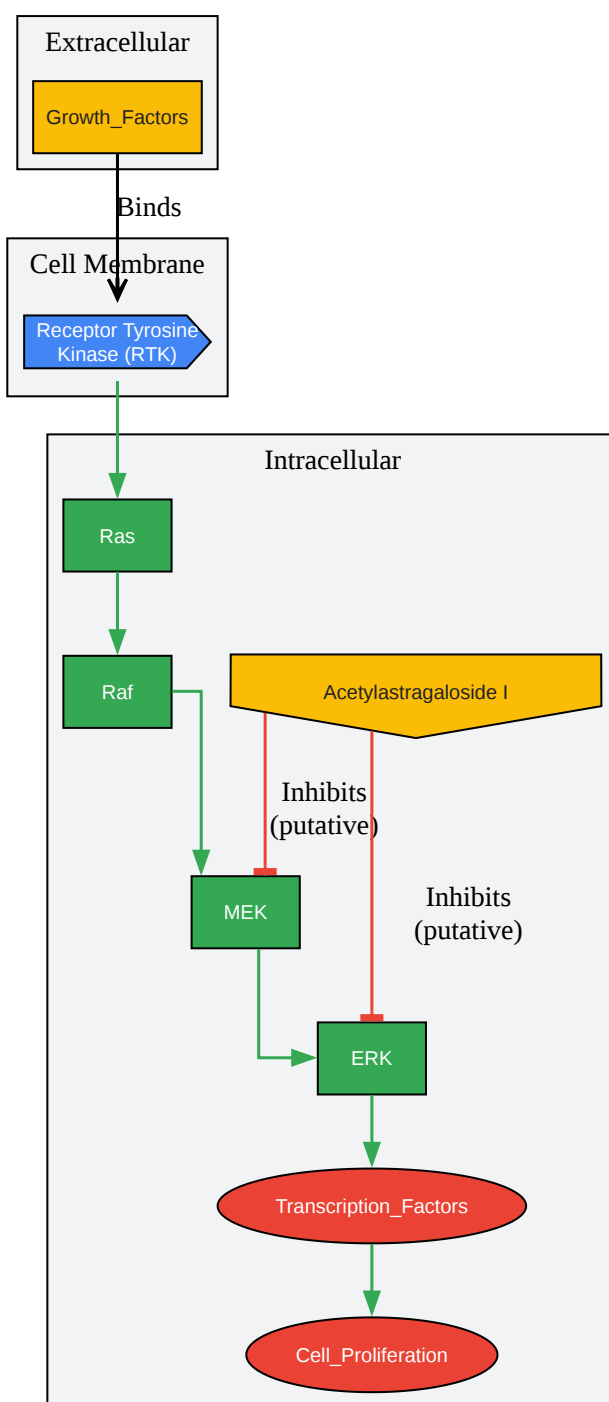 Extracellular
Growth_Factors
Binds
Cell Membrane
Receptor Tyrosine
Kinase (RTK)
Intracellular
Ras
Raf
Acetylastragaloside I
Inhibits
(putative)
MEK
Inhibits
(putative)
ERK
Transcription_Factors
Cell_Proliferation